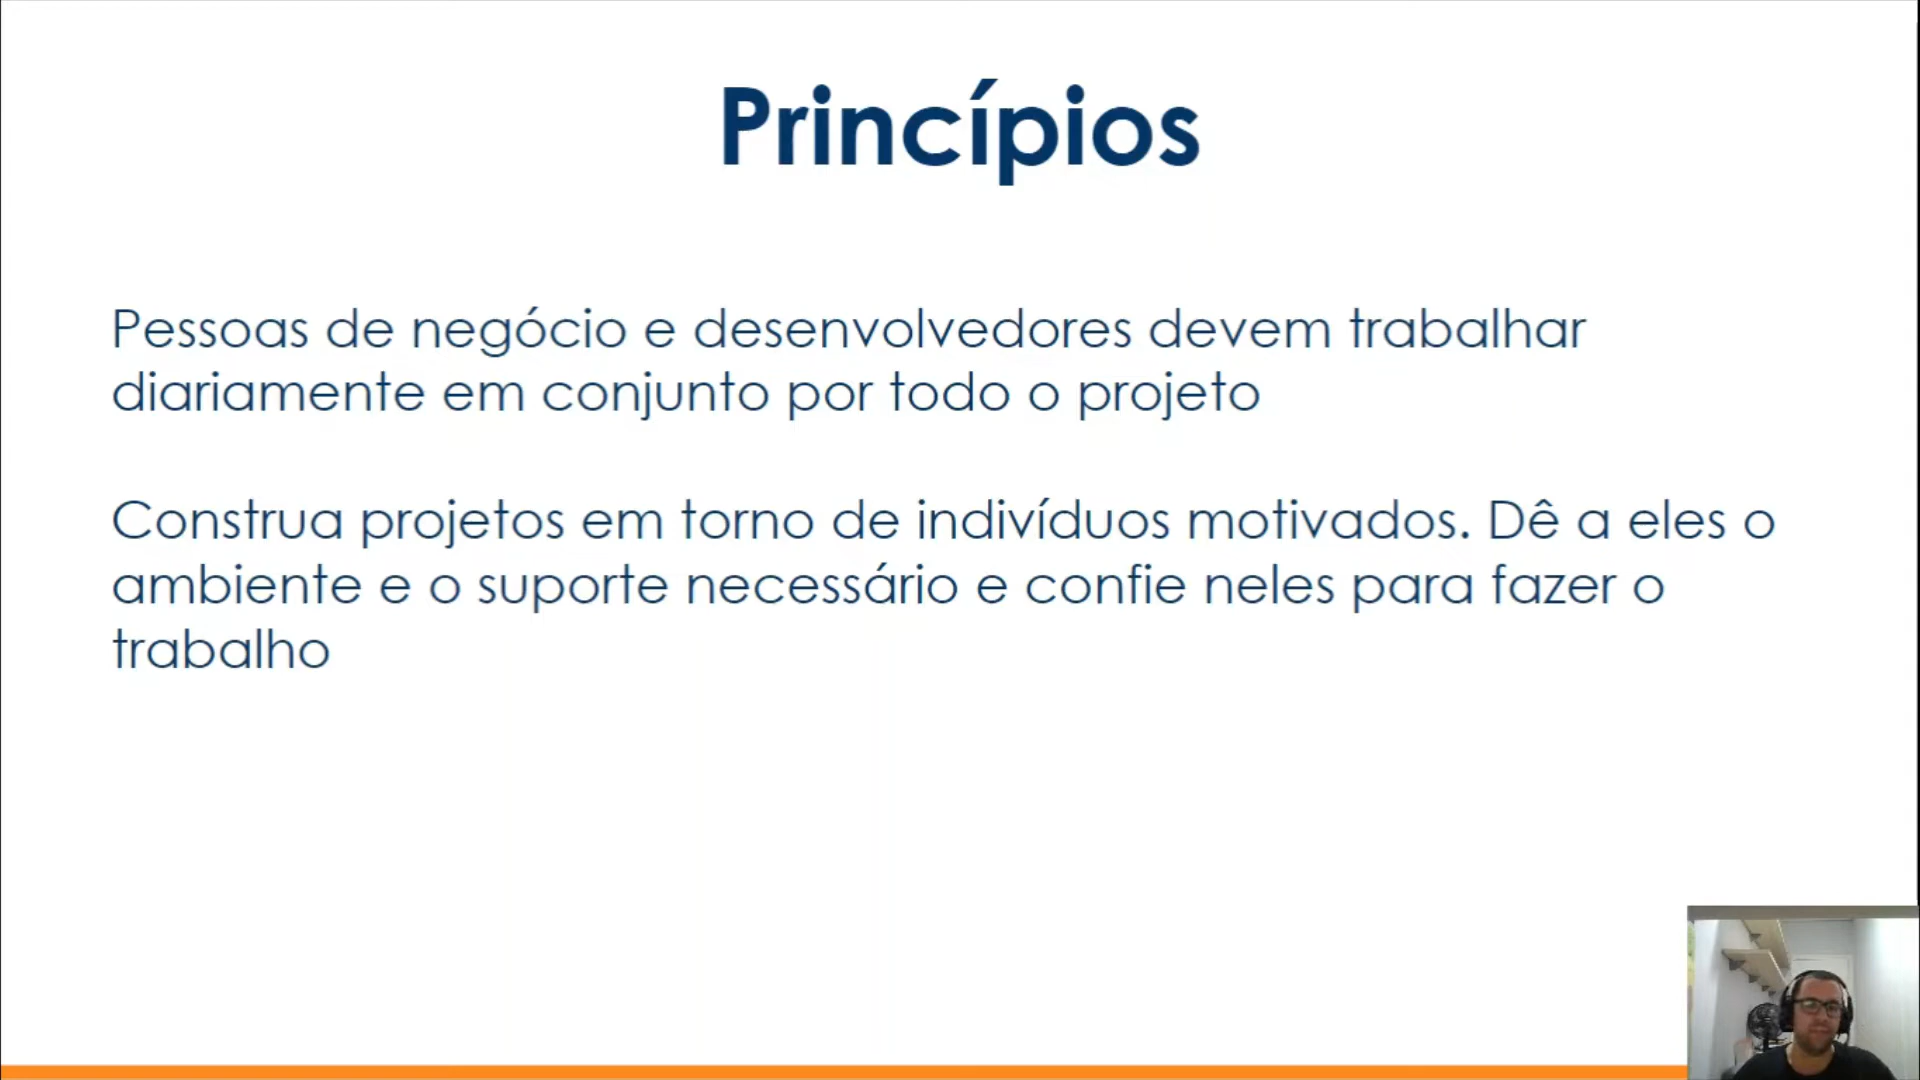 Princípios
Pessoas de negócio e desenvolvedores devem trabalhar
diariamente em conjunto por todo o projeto
Construa projetos em torno de indivíduos motivados. Dê a eles o
ambiente e o suporte necessário e confie neles para fazer o
trabalho